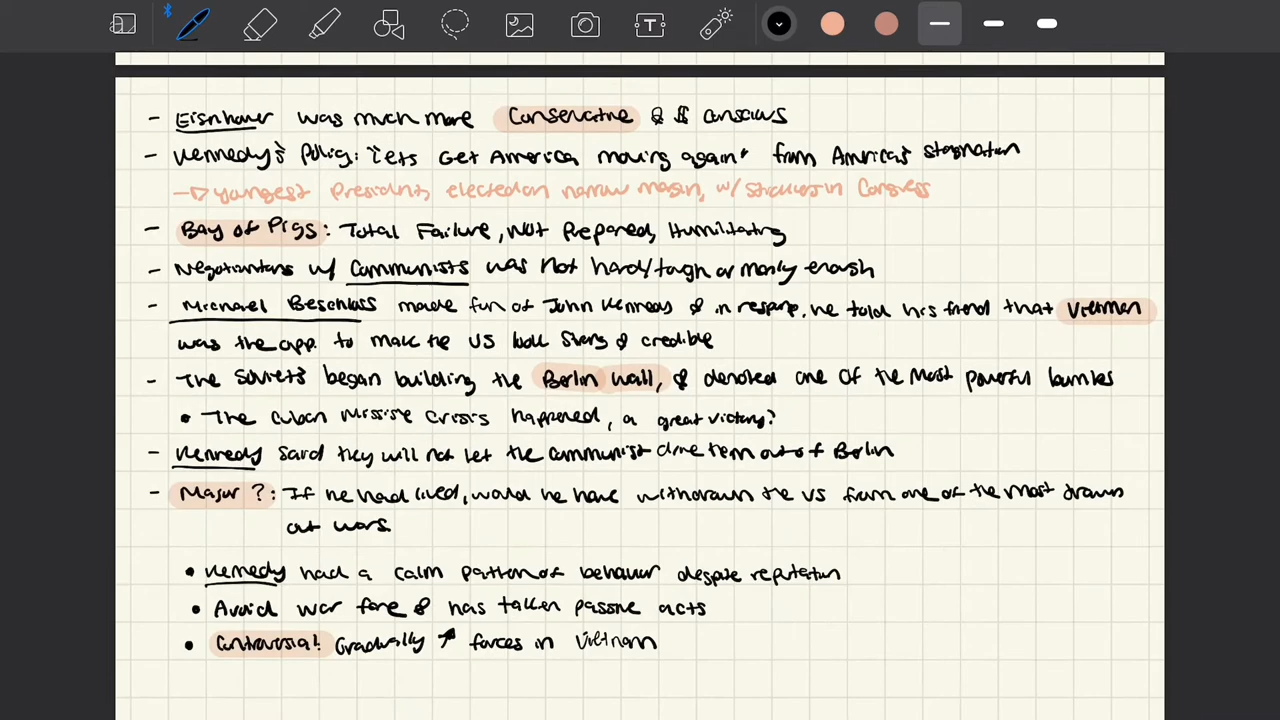 - Eisenhower was much more Conservative & $ conscious
- Kennedy's Policy: "Lets Get America moving again" from America's stagnation
→ youngest President, elected on narrow margin, w/ in Congress
- Bay of Pigs: Total Failure, Not Prepared, Humiliating
- Negotiations w/ Communists was not hard/tough or manly enough
- Michael Beschloss made fun of John Kennedy & in response, he told his friend that Vietnam
was the opp. to make the US look strong & credible
- The Soviets began building the Berlin Wall, & denoted one of the most powerful bombs
• The Cuban Missile Crisis happened, a great victory?
- Kennedy said they will not let the communist drive them out of Berlin
- Major ?: If he had lived, would he have withdrawn the US from one of the most drawn
out wars.
• Kennedy had a calm pattern of behavior despite reputation
• Avoid war fare & has taken passive acts
• Controversial: Gradually ↑ forces in Vietnam